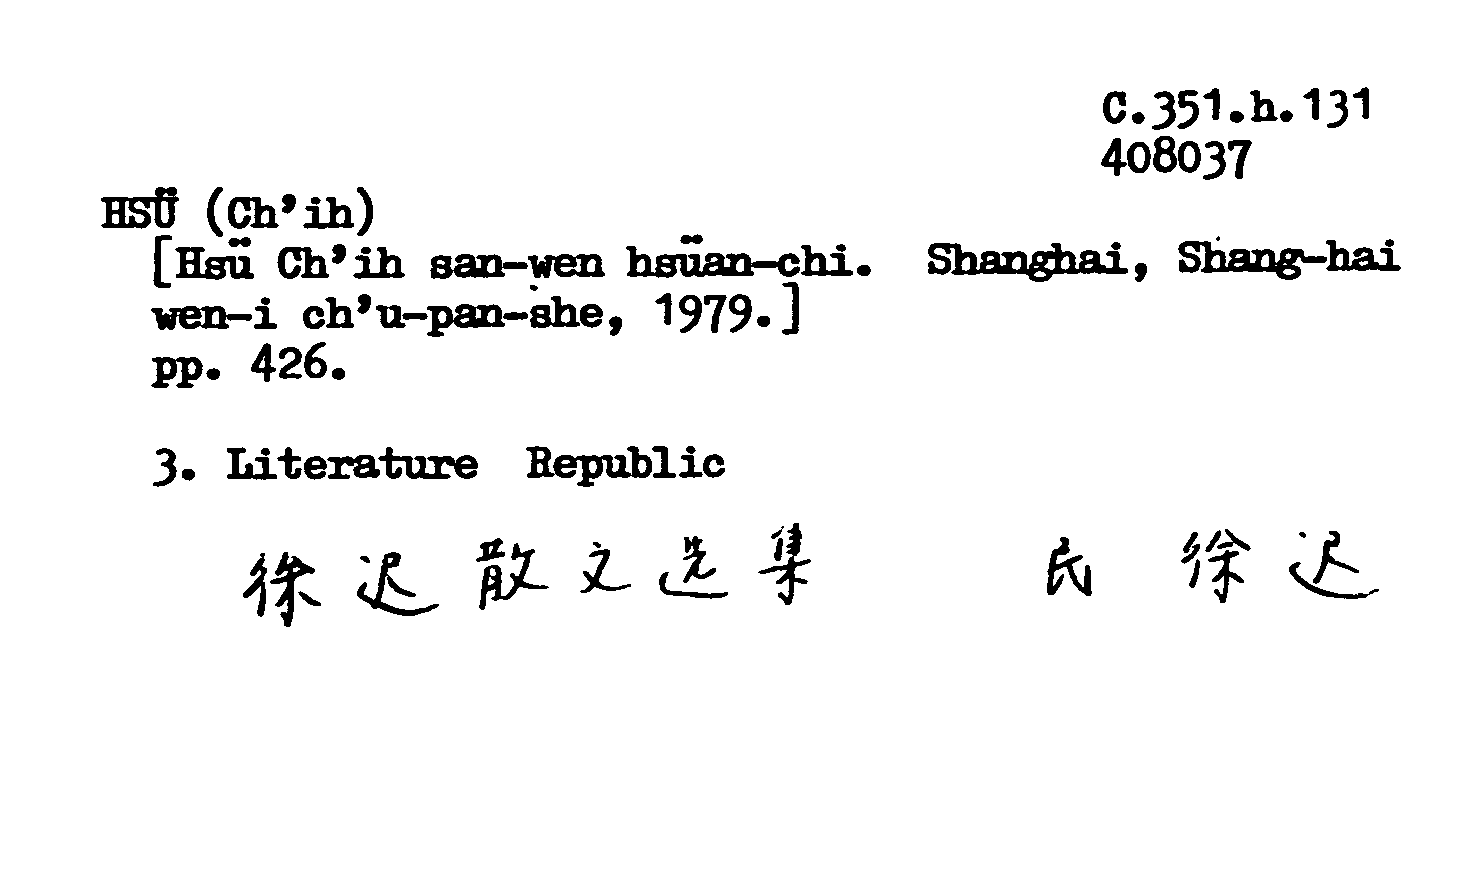 C.351.h.131
408037
HSÜ (Ch'ih)
[Hsü Ch'ih san-wen hsüan-chi. Shanghai, Shang-hai
wen-i ch'u-pan-she, 1979.]
pp. 426.
3. Literature Republic
徐迟散文选集 民 徐迟